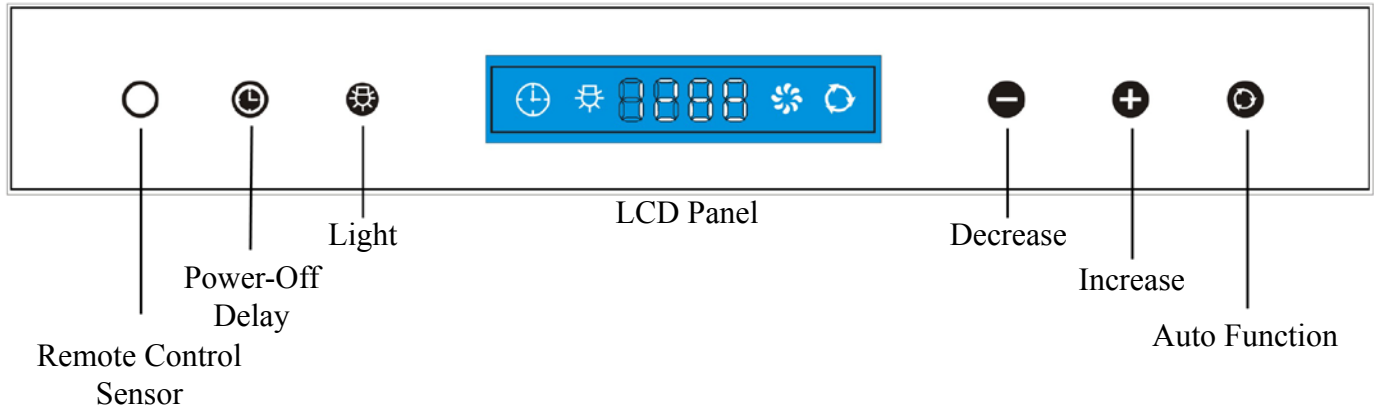 LCD Panel
Light
Decrease
Power-Off
Delay
Increase
Auto Function
Remote Control
Sensor